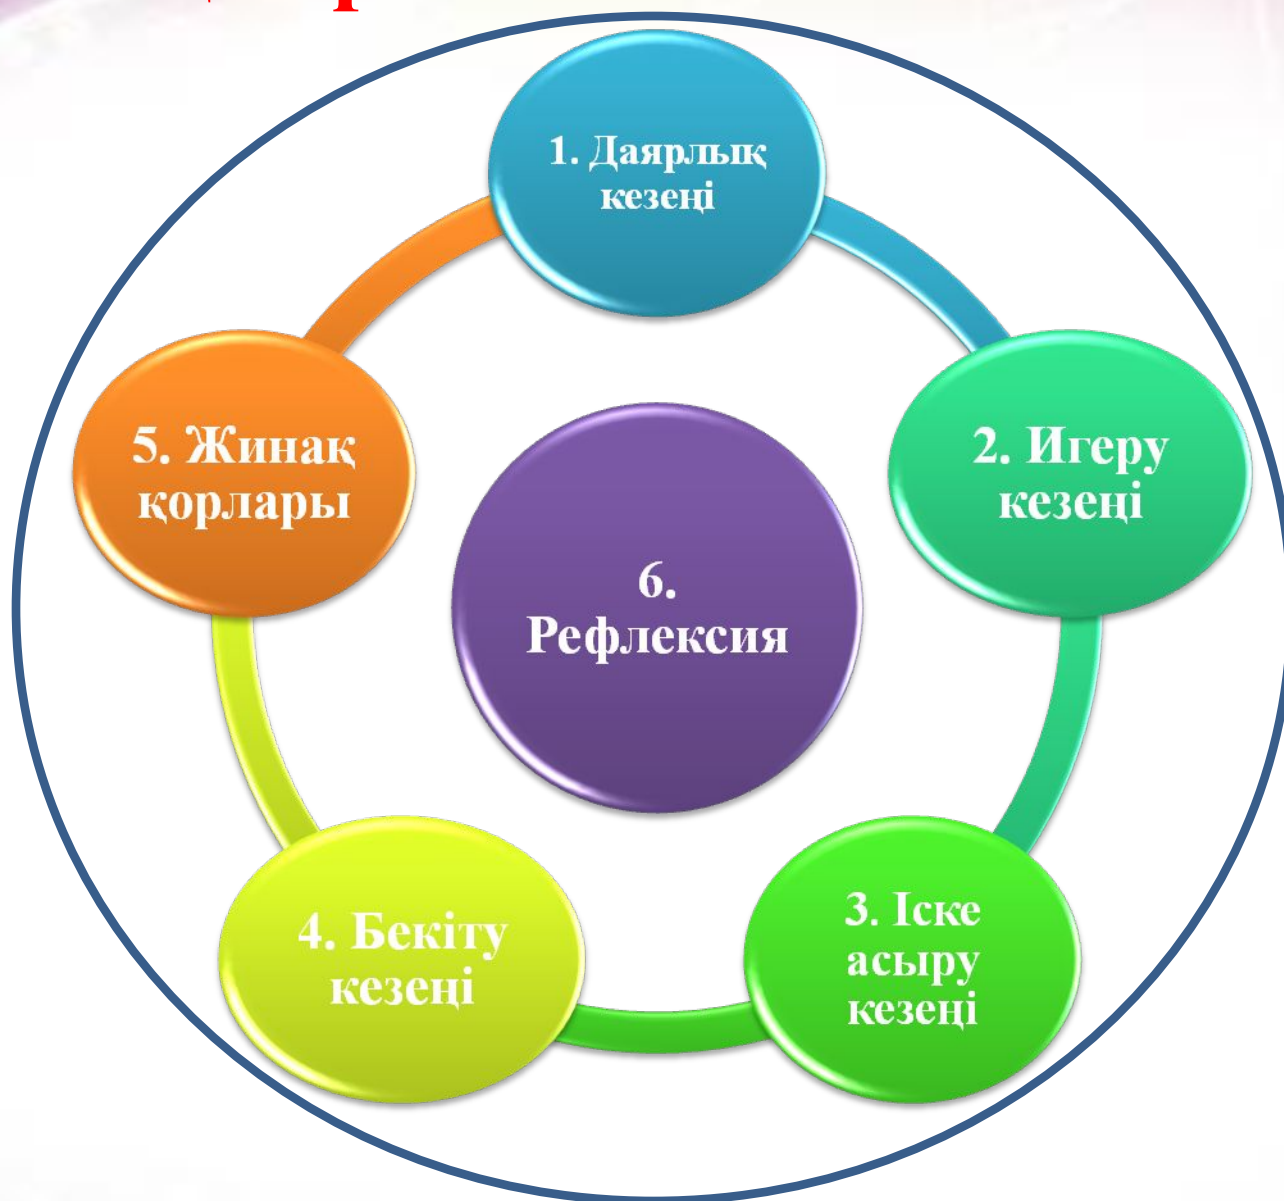 1. Даярлық
кезеңі
2. Игеру
кезеңі
3. Іске
асыру
кезеңі
4. Бекіту
кезеңі
5. Жинақ
қорлары
6.
Рефлексия